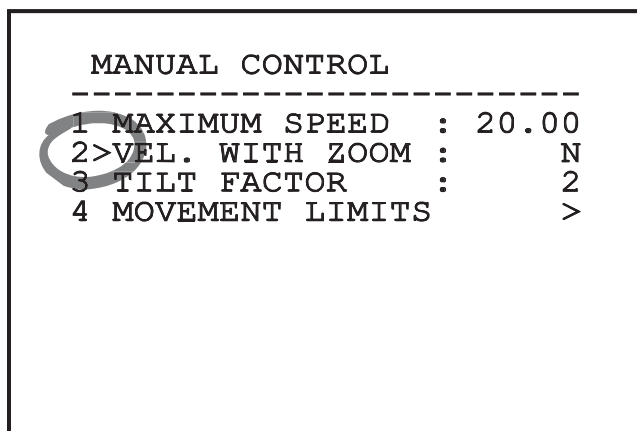 MANUAL CONTROL
---------------------------
1 MAXIMUM SPEED : 20.00
2>VEL. WITH ZOOM : N
3 TILT FACTOR : 2
4 MOVEMENT LIMITS >